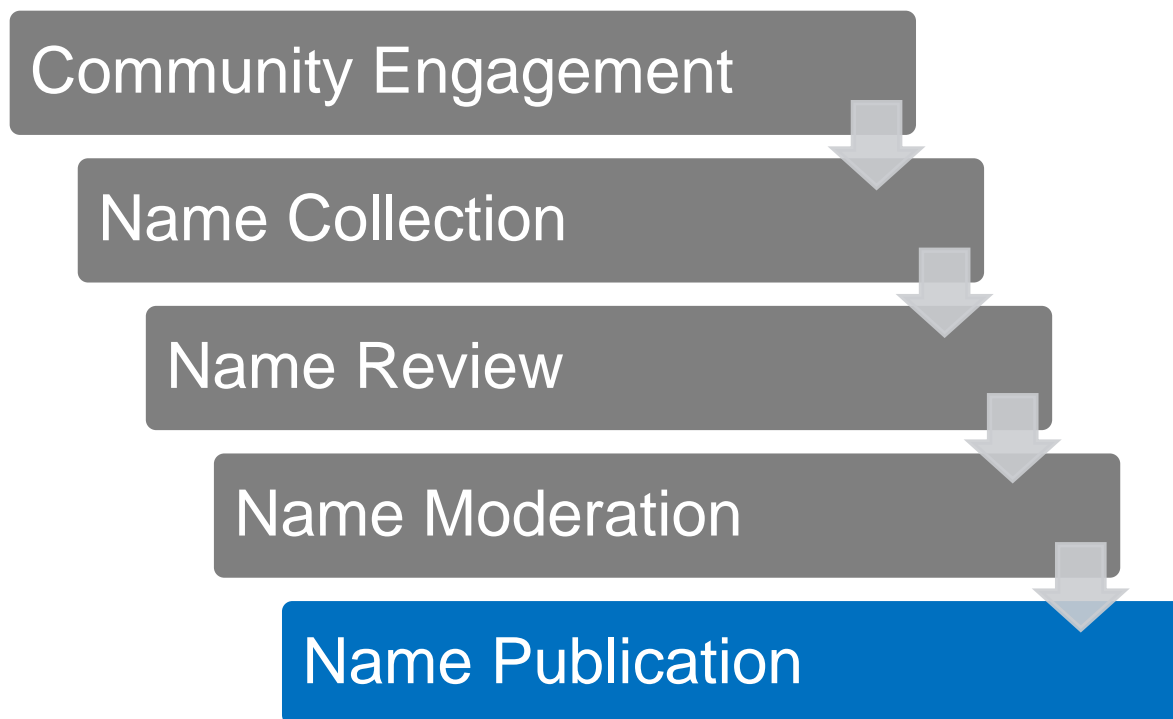 Community Engagement
Name Collection
Name Review
Name Moderation
Name Publication